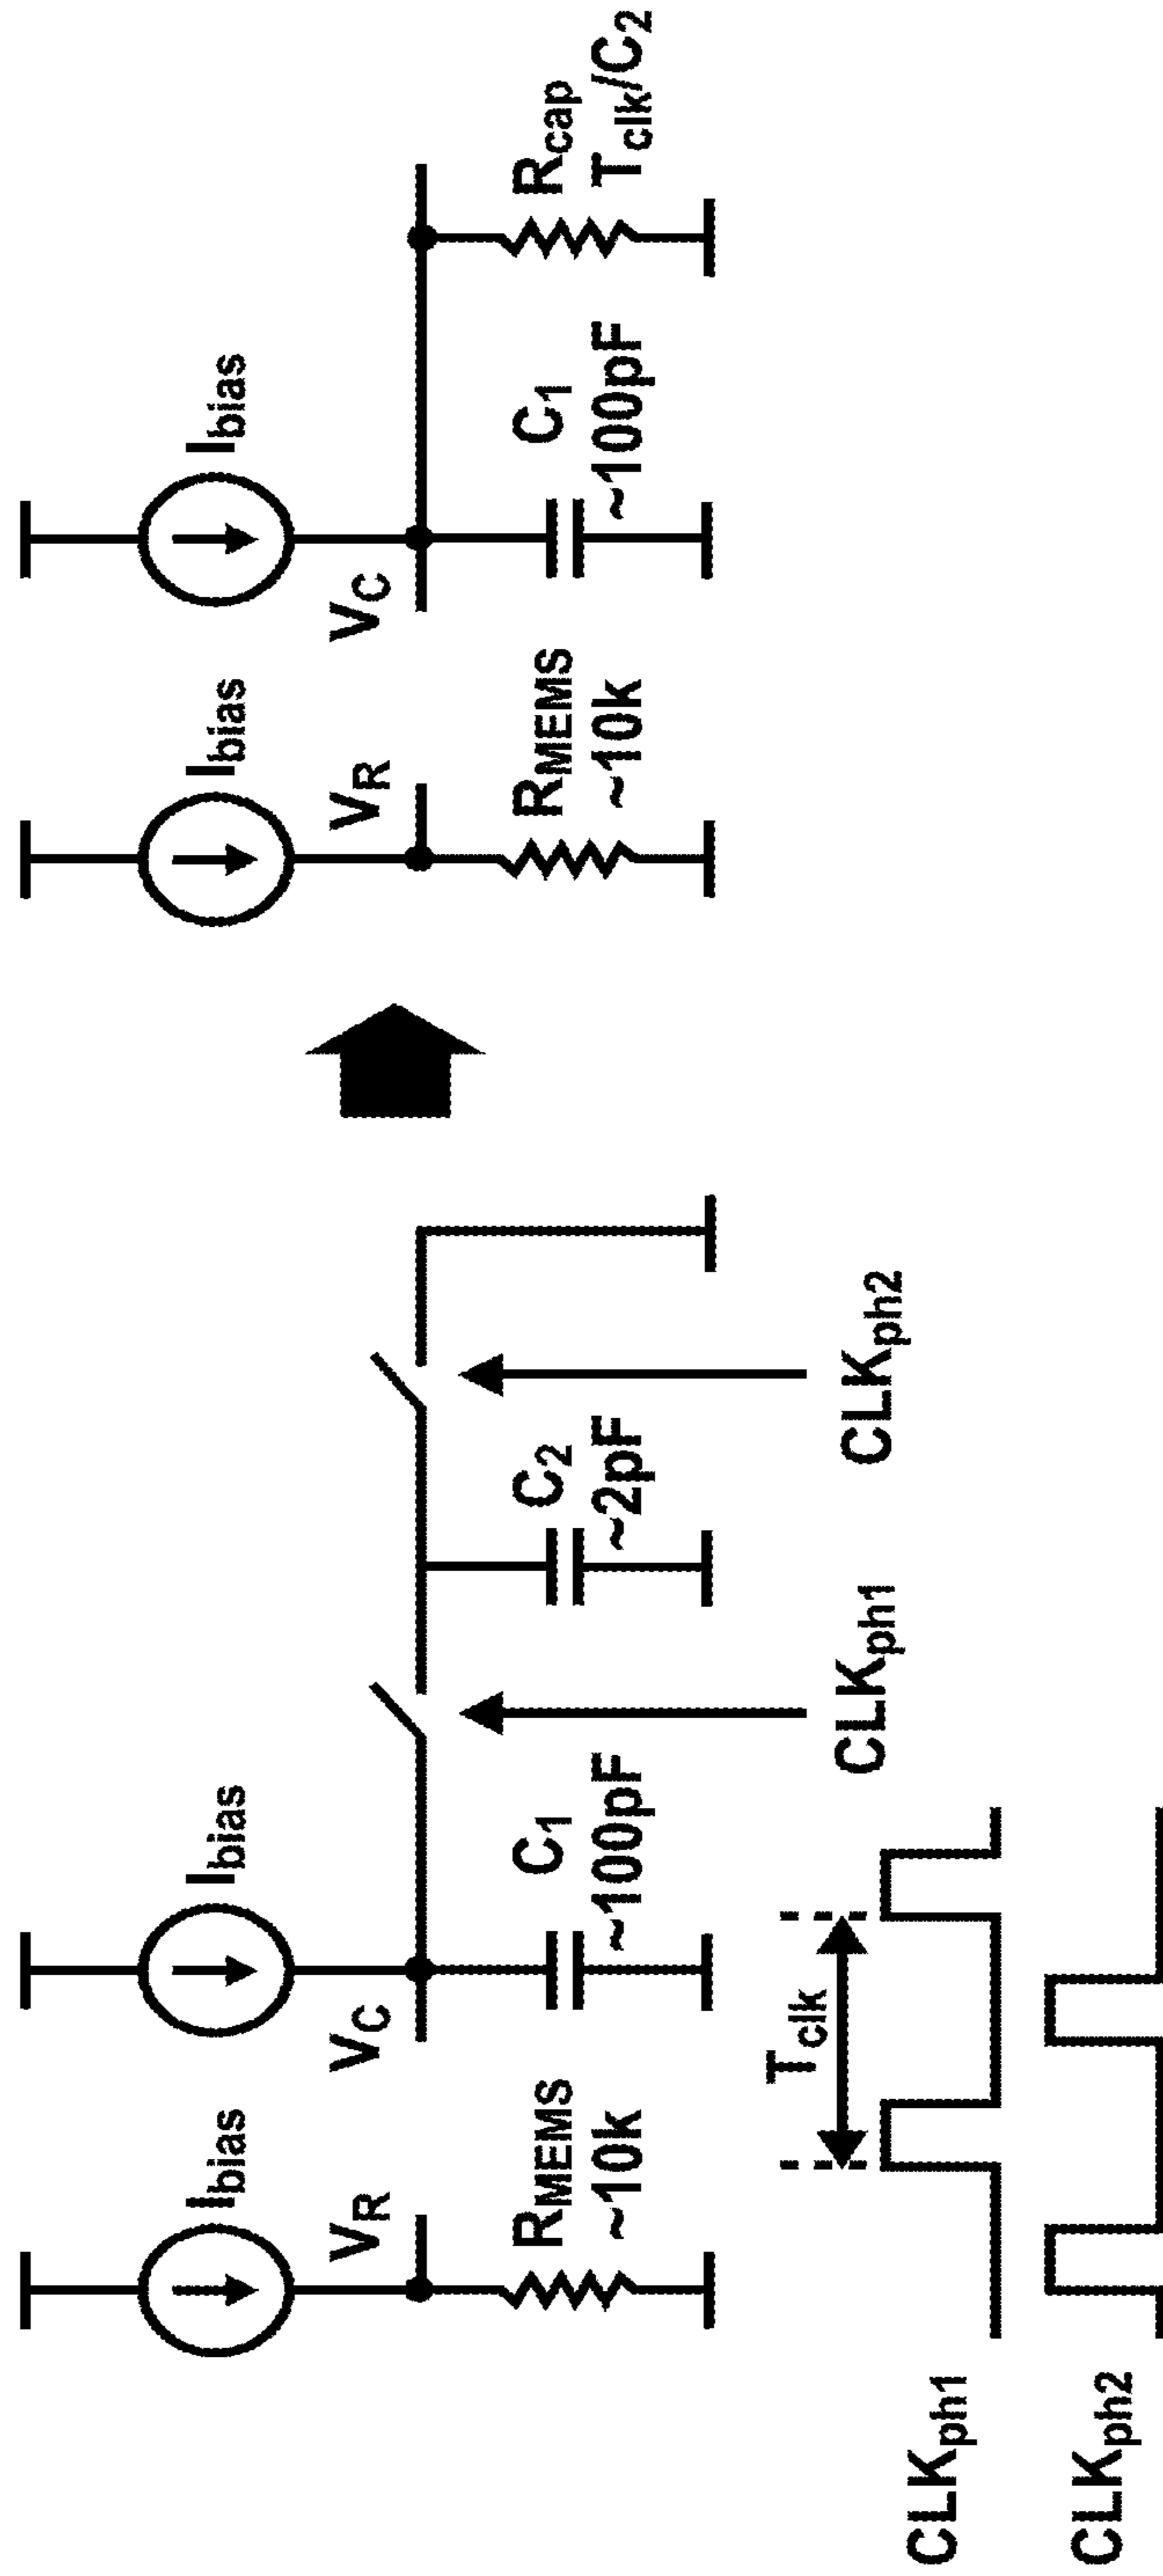 Ibias
Ibias
VR
VC
RMEMS
~10k
C1
~100pF
C2
~2pF
CLKph1
CLKph2
Tclk
CLKph1
CLKph2
Ibias
Ibias
VR
VC
RMEMS
~10k
C1
~100pF
Rcap
Tclk/C2